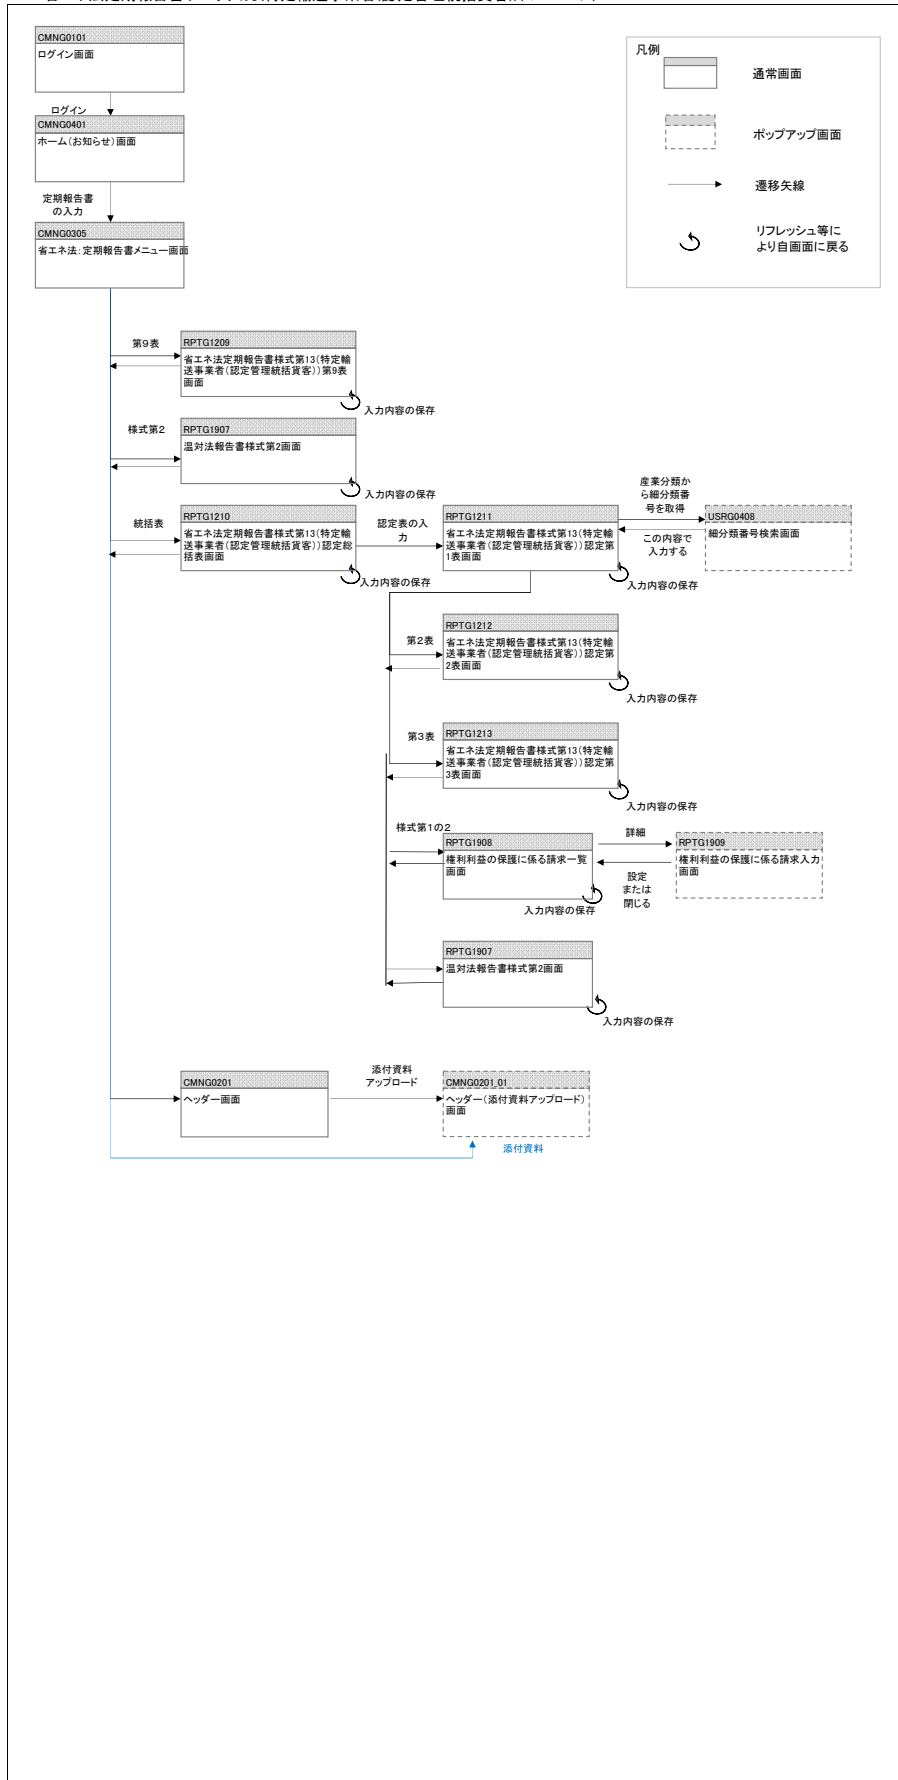 CMNG0101
ログイン画面
ログイン
CMNG0401
ホーム(お知らせ)画面
定期報告書
の入力
CMNG0305
省エネ法:定期報告書メニュー画面
凡例
通常画面
ポップアップ画面
遷移矢線
リフレッシュ等に
より自画面に戻る
第9表
RPTG1209
省エネ法定期報告書様式第13(特定輸
送事業者(認定管理統括貨客))第9表
画面
入力内容の保存
様式第2
RPTG1907
温対法報告書様式第2画面
入力内容の保存
統括表
RPTG1210
省エネ法定期報告書様式第13(特定輸
送事業者(認定管理統括貨客))認定総
括表画面
入力内容の保存
認定表の入
力
RPTG1211
省エネ法定期報告書様式第13(特定輸
送事業者(認定管理統括貨客))認定第
1表画面
入力内容の保存
産業分類か
ら細分類番
号を取得
この内容で
入力する
USRG0408
細分類番号検索画面
第2表
RPTG1212
省エネ法定期報告書様式第13(特定輸
送事業者(認定管理統括貨客))認定第
2表画面
入力内容の保存
第3表
RPTG1213
省エネ法定期報告書様式第13(特定輸
送事業者(認定管理統括貨客))認定第
3表画面
入力内容の保存
様式第1の2
RPTG1908
権利利益の保護に係る請求一覧
画面
入力内容の保存
詳細
設定
または
閉じる
RPTG1909
権利利益の保護に係る請求入力
画面
RPTG1907
温対法報告書様式第2画面
入力内容の保存
CMNG0201
ヘッダー画面
添付資料
アップロード
CMNG0201_01
ヘッダー(添付資料アップロード)
画面
添付資料